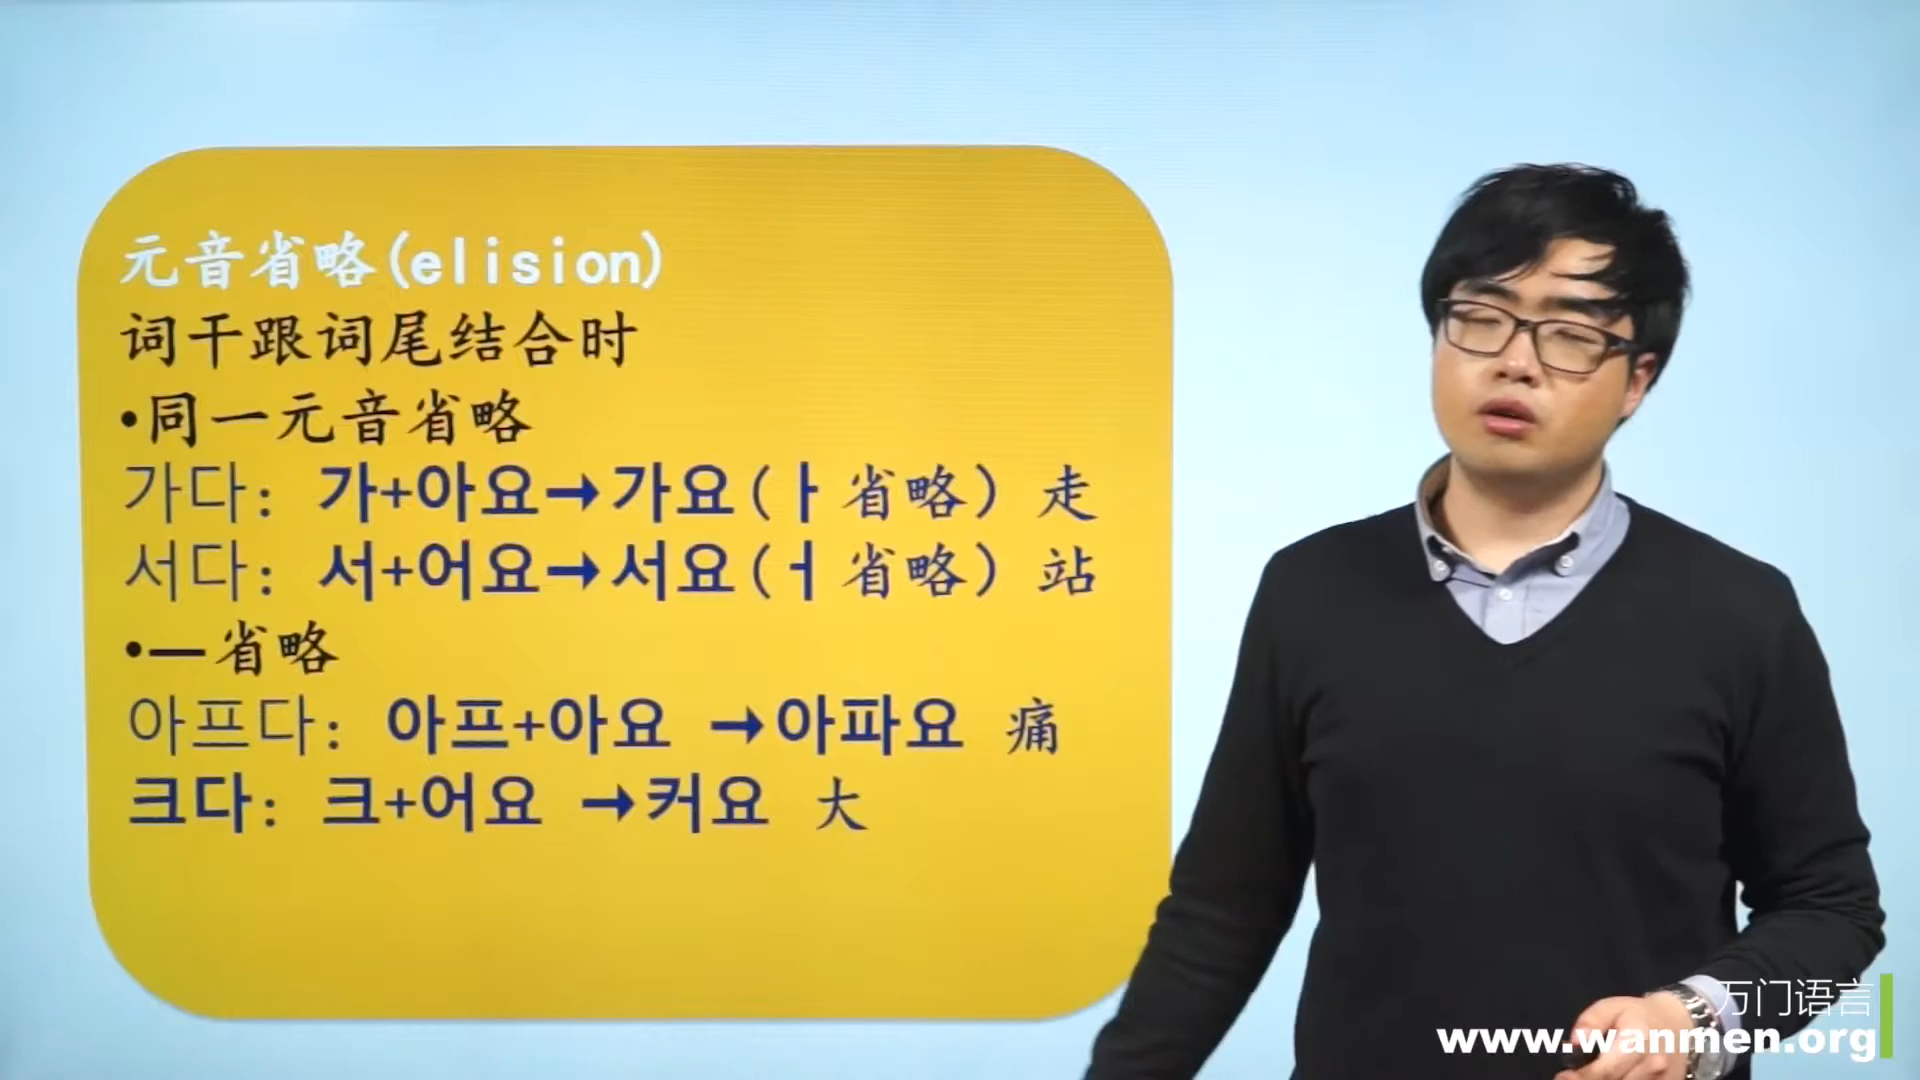 元音省略(elision)
词干跟词尾结合时
•同一元音省略
가다: 가+아요→가요(ㅏ省略) 走
서다: 서+어요→서요(ㅓ省略) 站
•ㅡ省略
아프다: 아프+아요 →아파요 痛
크다: 크+어요 →커요 大
万门语言
www.wanmen.org